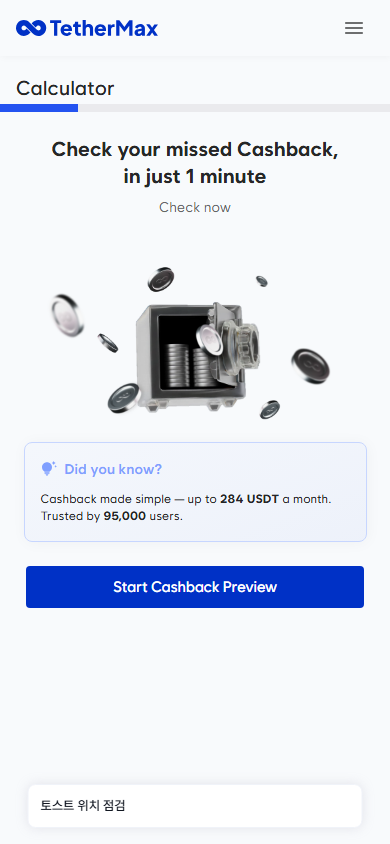 TetherMax
Calculator
Check your missed Cashback,
in just 1 minute
Check now
Did you know?
Cashback made simple — up to 284 USDT a month.
Trusted by 95,000 users.
Start Cashback Preview
토스트 위치 점검